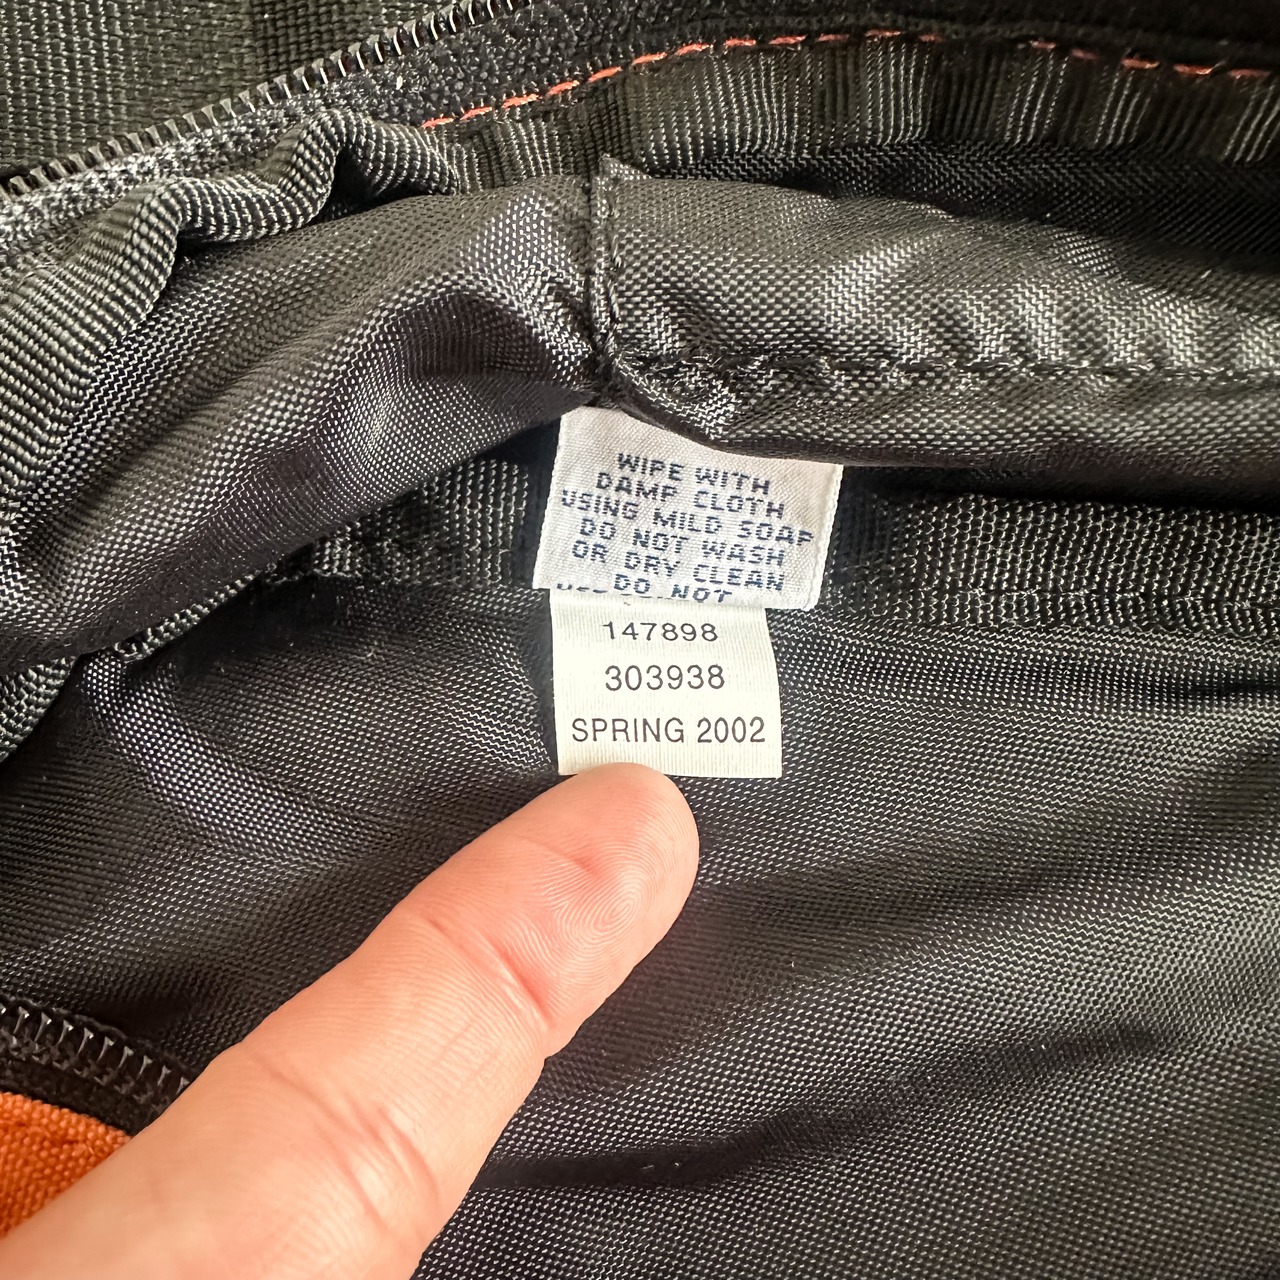 WIPE WITH
DAMP CLOTH
USING MILD SOAP
DO NOT WASH
OR DRY CLEAN
DO NOT
147898
303938
SPRING 2002